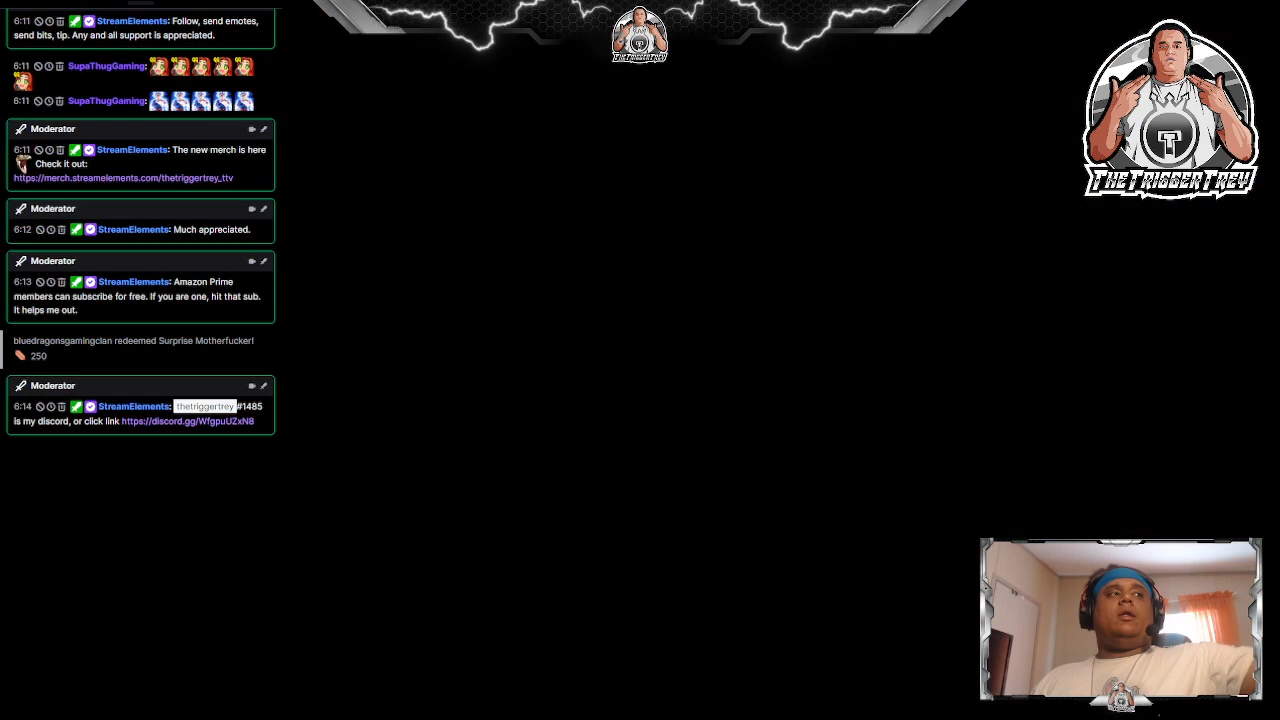 6:11 StreamElements: Follow, send emotes,
send bits, tip. Any and all support is appreciated.
6:11 SupaThugGaming:
6:11 SupaThugGaming:
Moderator
6:11 StreamElements: The new merch is here
Check it out:
https://merch.streamelements.com/thetriggertrey_ttv
Moderator
6:12 StreamElements: Much appreciated.
Moderator
6:13 StreamElements: Amazon Prime
members can subscribe for free. If you are one, hit that sub.
It helps me out.
bluedragonsgamingclan redeemed Surprise Motherfucker!
250
Moderator
6:14 StreamElements: thetriggertrey #1485
is my discord, or click link https://discord.gg/WfgpuUZxN8
THETRIGGERTREY
T
THETRIGGERTREY